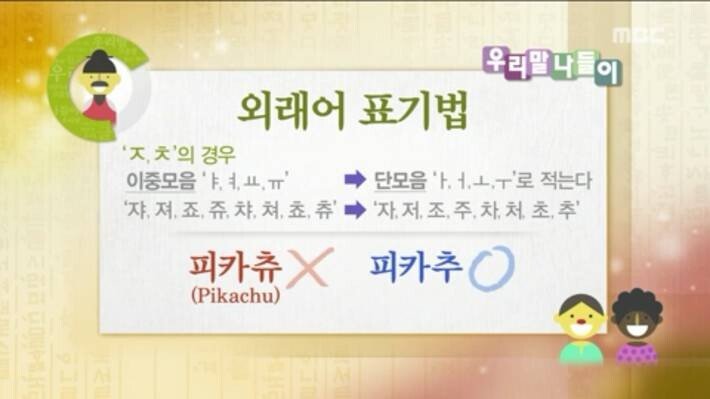 MBC
우리말 나들이
외래어 표기법
'ㅈ, ㅊ'의 경우
이중모음 'ㅑ, ㅕ, ㅛ, ㅠ' ➡ 단모음 'ㅏ, ㅓ, ㅗ, ㅜ'로 적는다
'쟈, 져, 죠, 쥬, 챠, 쳐, 쵸, 츄' ➡ '자, 저, 조, 주, 차, 처, 초, 추'
피카츄 X 피카추 O
(Pikachu)